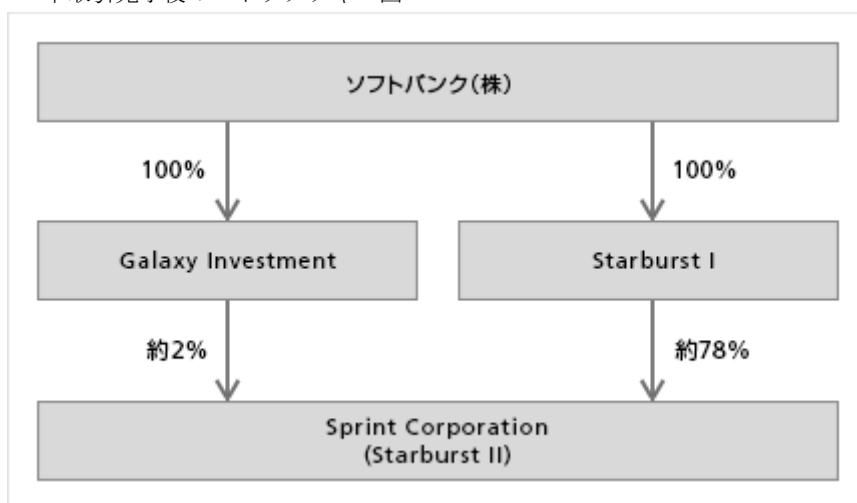 ソフトバンク(株)
100%
100%
Galaxy Investment
Starburst I
約2%
約78%
Sprint Corporation
(Starburst II)